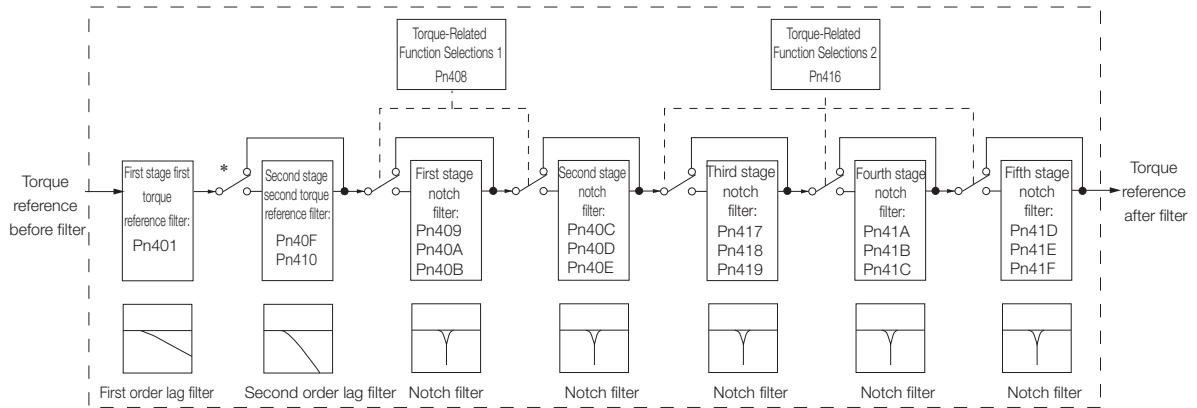 Torque-Related
Function Selections 1
Pn408
Torque-Related
Function Selections 2
Pn416
Torque
reference
before filter
First stage first
torque
reference filter:
Pn401
*
Second stage
second torque
reference filter:
Pn40F
Pn410
First stage
notch
filter:
Pn409
Pn40A
Pn40B
Second stage
notch
filter:
Pn40C
Pn40D
Pn40E
Third stage
notch
filter:
Pn417
Pn418
Pn419
Fourth stage
notch
filter:
Pn41A
Pn41B
Pn41C
Fifth stage
notch
filter:
Pn41D
Pn41E
Pn41F
Torque
reference
after filter
First order lag filter
Second order lag filter
Notch filter
Notch filter
Notch filter
Notch filter
Notch filter